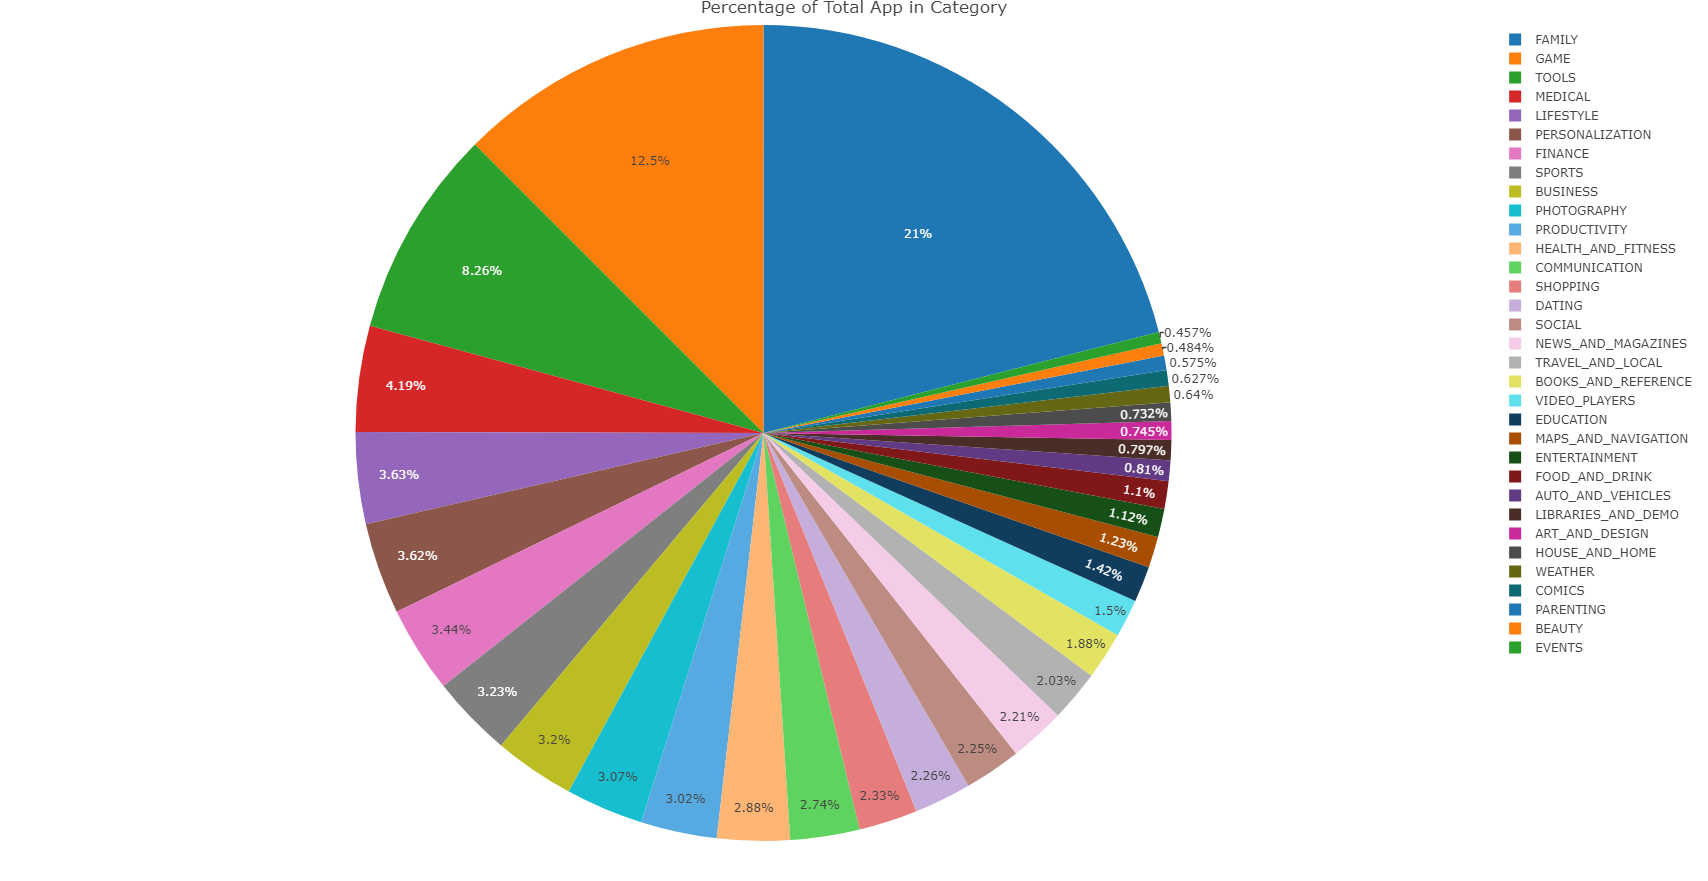 Percentage of Total App in Category
21%
12.5%
8.26%
4.19%
3.63%
3.62%
3.44%
3.23%
3.2%
3.07%
3.02%
2.88%
2.74%
2.33%
2.26%
2.25%
2.21%
2.03%
1.88%
1.5%
1.42%
1.23%
1.12%
1.1%
0.81%
0.797%
0.745%
0.732%
0.64%
0.627%
0.575%
0.484%
0.457%
FAMILY
GAME
TOOLS
MEDICAL
LIFESTYLE
PERSONALIZATION
FINANCE
SPORTS
BUSINESS
PHOTOGRAPHY
PRODUCTIVITY
HEALTH_AND_FITNESS
COMMUNICATION
SHOPPING
DATING
SOCIAL
NEWS_AND_MAGAZINES
TRAVEL_AND_LOCAL
BOOKS_AND_REFERENCE
VIDEO_PLAYERS
EDUCATION
MAPS_AND_NAVIGATION
ENTERTAINMENT
FOOD_AND_DRINK
AUTO_AND_VEHICLES
LIBRARIES_AND_DEMO
ART_AND_DESIGN
HOUSE_AND_HOME
WEATHER
COMICS
PARENTING
BEAUTY
EVENTS